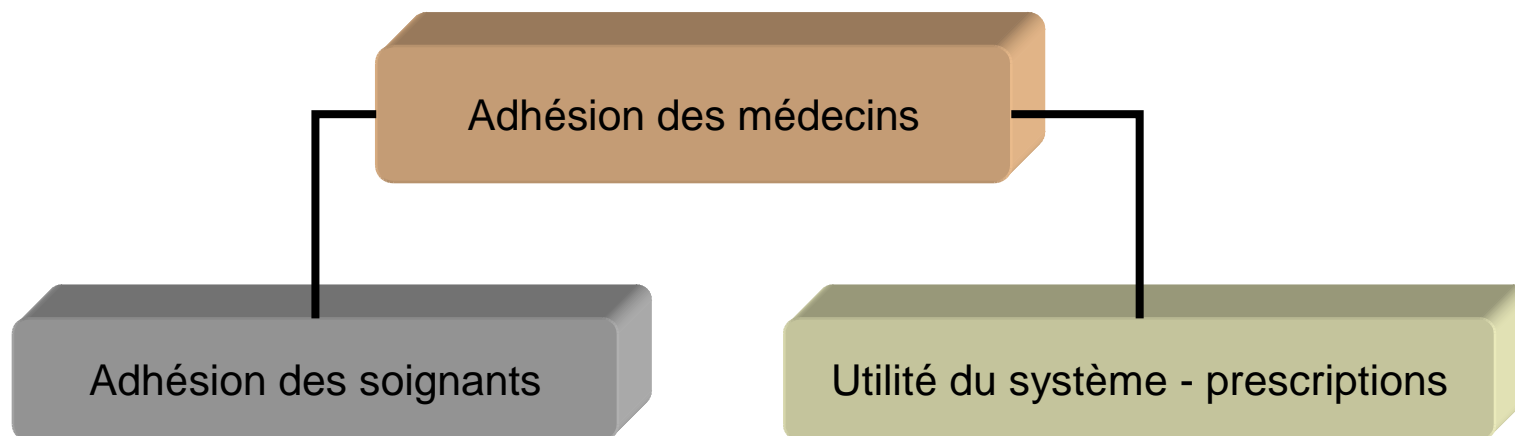 Adhésion des médecins
Adhésion des soignants
Utilité du système - prescriptions